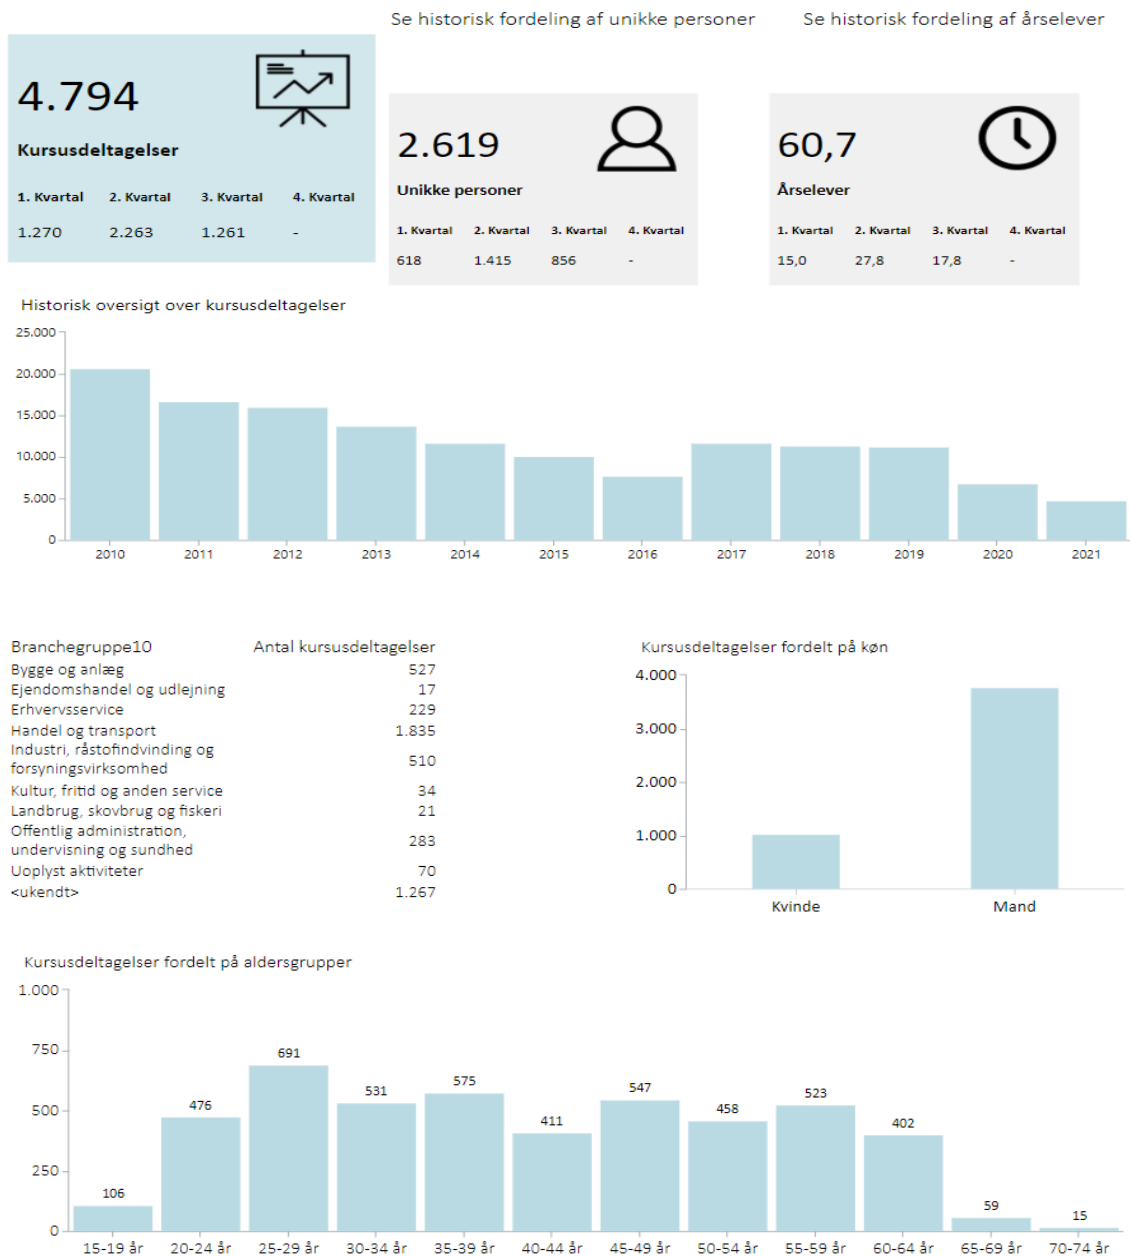 Se historisk fordeling af unikke personer
Se historisk fordeling af årselever
4.794
Kursusdeltagelser
1. Kvartal 2. Kvartal 3. Kvartal 4. Kvartal
1.270 2.263 1.261 -
2.619
Unikke personer
1. Kvartal 2. Kvartal 3. Kvartal 4. Kvartal
618 1.415 856 -
60,7
Årselever
1. Kvartal 2. Kvartal 3. Kvartal 4. Kvartal
15,0 27,8 17,8 -
Historisk oversigt over kursusdeltagelser
25.000
20.000
15.000
10.000
5.000
0
2010 2011 2012 2013 2014 2015 2016 2017 2018 2019 2020 2021
Branchegruppe10 Antal kursusdeltagelser
Bygge og anlæg 527
Ejendomshandel og udlejning 17
Erhvervsservice 229
Handel og transport 1.835
Industri, råstofindvinding og
forsyningsvirksomhed 510
Kultur, fritid og anden service 34
Landbrug, skovbrug og fiskeri 21
Offentlig administration,
undervisning og sundhed 283
Uoplyst aktiviteter 70
<ukendt> 1.267
Kursusdeltagelser fordelt på køn
4.000
3.000
2.000
1.000
0
Kvinde Mand
Kursusdeltagelser fordelt på aldersgrupper
1.000
750
500
250
0
106 476 691 531 575 411 547 458 523 402 59 15
15-19 år 20-24 år 25-29 år 30-34 år 35-39 år 40-44 år 45-49 år 50-54 år 55-59 år 60-64 år 65-69 år 70-74 år